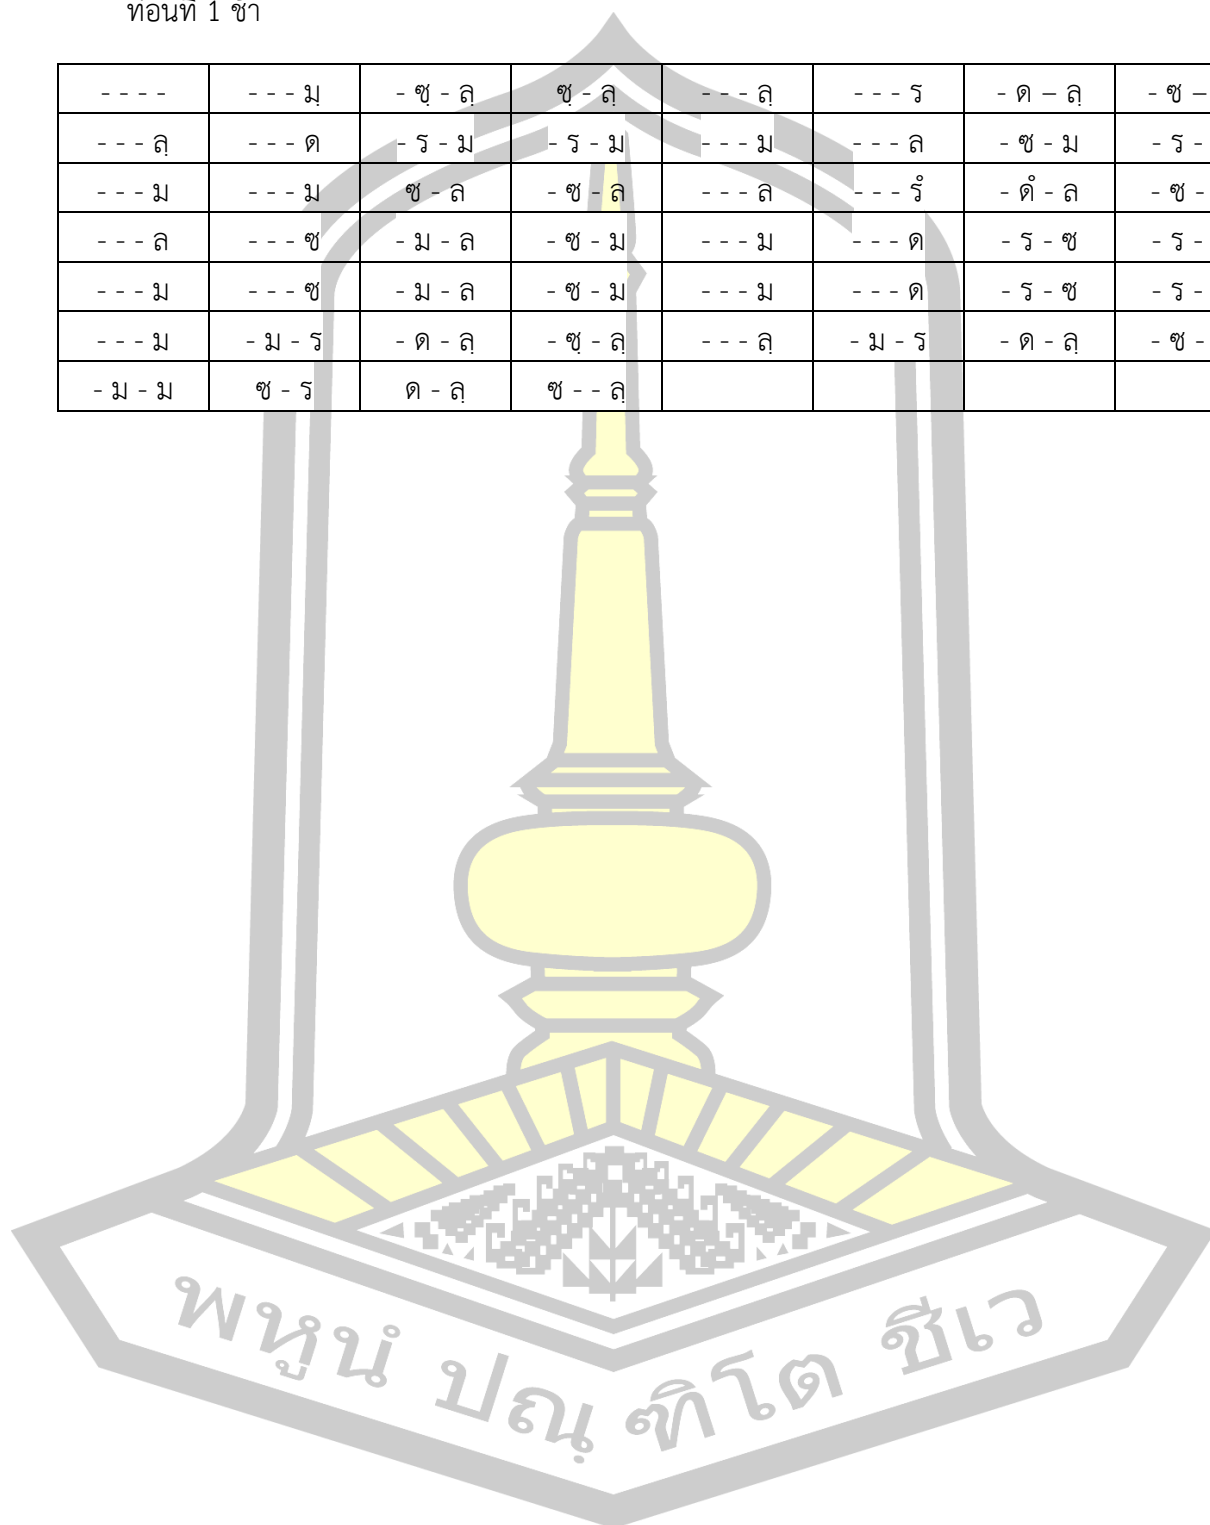 ท่อนที่ 1 ช้า
- - - - - - - มฺ - ซฺ - ลฺ ซฺ - ลฺ - - - ลฺ - - - ร - ด – ลฺ - ซ –
- - - ลฺ - - - ด - ร - ม - ร - ม - - - ม - - - ล - ซ - ม - ร -
- - - ม - - - ม ซ - ล - ซ - ล - - - ล - - - รํ - ดํ - ล - ซ -
- - - ล - - - ซ - ม - ล - ซ - ม - - - ม - - - ด - ร - ซ - ร -
- - - ม - - - ซ - ม - ล - ซ - ม - - - ม - - - ด - ร - ซ - ร -
- - - ม - ม - ร - ด - ลฺ - ซฺ - ลฺ - - - ลฺ - ม - ร - ด - ลฺ - ซ -
- ม - ม ซ - ร ด - ลฺ ซ - - ลฺ
พหูนํ ปณฺฑิโต ชีเว